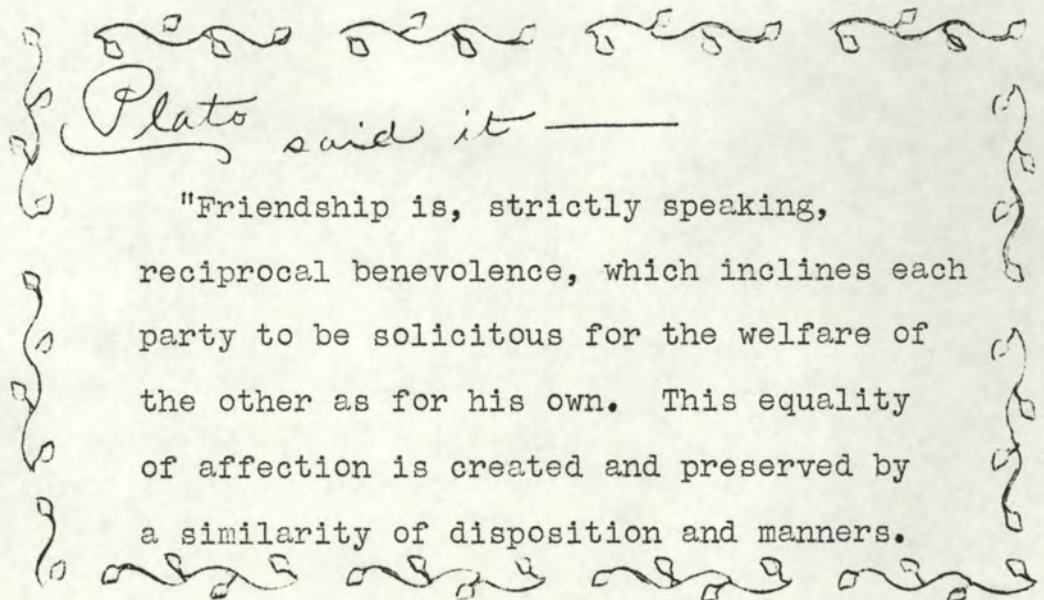 Plato said it —
"Friendship is, strictly speaking,
reciprocal benevolence, which inclines each
party to be solicitous for the welfare of
the other as for his own. This equality
of affection is created and preserved by
a similarity of disposition and manners.